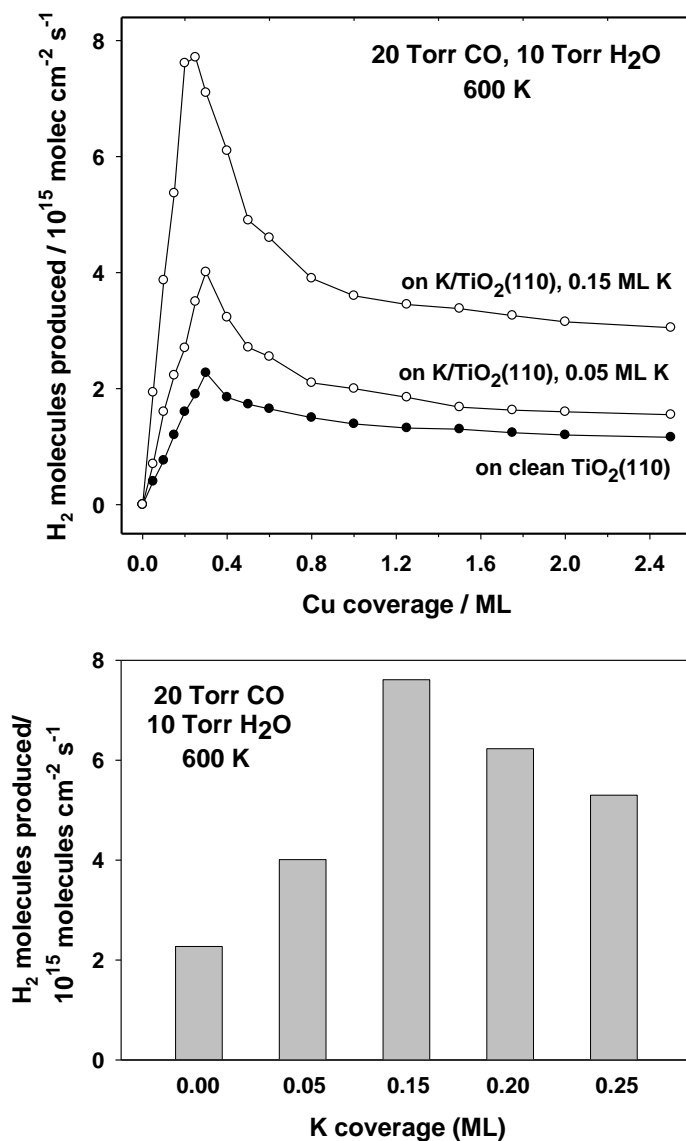 H₂ molecules produced / 10¹⁵ molec cm⁻² s⁻¹
8
6
4
2
0
20 Torr CO, 10 Torr H₂O
600 K
on K/TiO₂(110), 0.15 ML K
on K/TiO₂(110), 0.05 ML K
on clean TiO₂(110)
0.0 0.4 0.8 1.2 1.6 2.0 2.4
Cu coverage / ML
H₂ molecules produced/
10¹⁵ molecules cm⁻² s⁻¹
8
6
4
2
0
20 Torr CO
10 Torr H₂O
600 K
0.00 0.05 0.15 0.20 0.25
K coverage (ML)